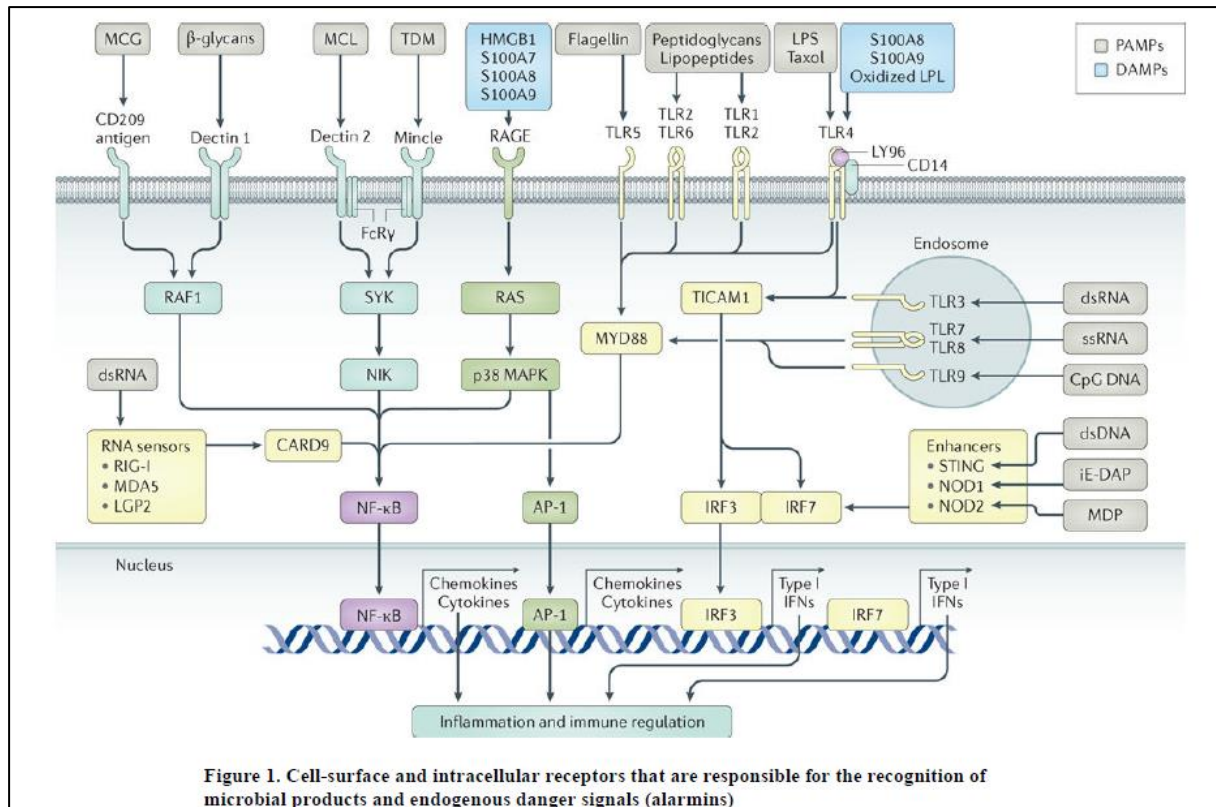 MCG
β-glycans
MCL
TDM
HMGB1
S100A7
S100A8
S100A9
Flagellin
Peptidoglycans
Lipopeptides
LPS
Taxol
S100A8
S100A9
Oxidized LPL
PAMPs
DAMPs
CD209
antigen
Dectin 1
Dectin 2
Mincle
RAGE
TLR5
TLR2
TLR6
TLR1
TLR2
TLR4
LY96
CD14
FcRγ
Endosome
RAF1
SYK
RAS
TICAM1
TLR3
dsRNA
MYD88
TLR7
TLR8
ssRNA
dsRNA
NIK
p38 MAPK
TLR9
CpG DNA
RNA sensors
• RIG-I
• MDA5
• LGP2
CARD9
Enhancers
• STING
• NOD1
• NOD2
dsDNA
iE-DAP
MDP
NF-κB
AP-1
IRF3
IRF7
Nucleus
Chemokines
Cytokines
Chemokines
Cytokines
Type I
IFNs
Type I
IFNs
NF-κB
AP-1
IRF3
IRF7
Inflammation and immune regulation
Figure 1. Cell-surface and intracellular receptors that are responsible for the recognition of
microbial products and endogenous danger signals (alarmins)